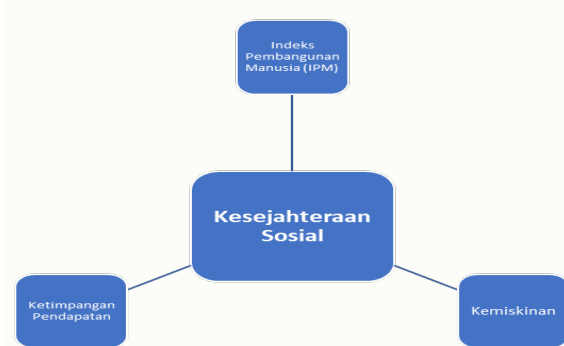 Indeks
Pembangunan
Manusia (IPM)
Kesejahteraan
Sosial
Ketimpangan
Pendapatan
Kemiskinan